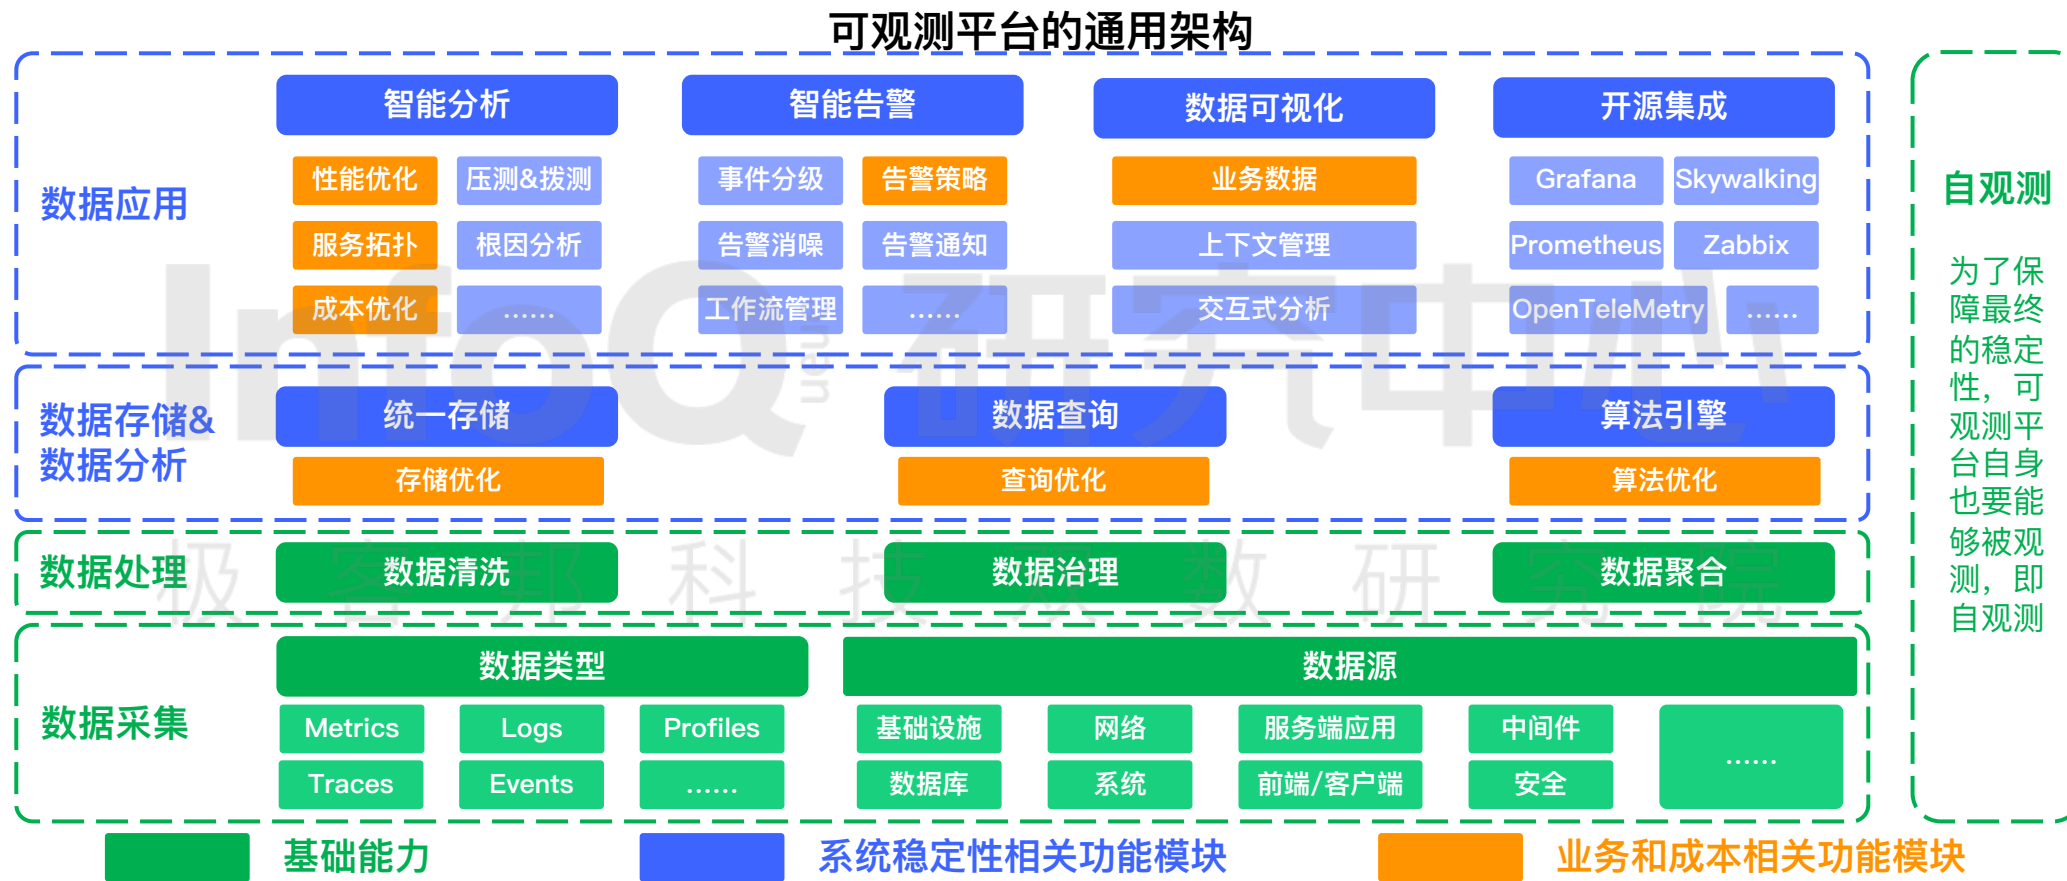 可观测平台的通用架构
数据应用
智能分析
性能优化
压测&拨测
服务拓扑
根因分析
成本优化
......
智能告警
事件分级
告警策略
告警消噪
告警通知
工作流管理
......
数据可视化
业务数据
上下文管理
交互式分析
开源集成
Grafana
Skywalking
Prometheus
Zabbix
OpenTeleMetry
......
数据存储&
数据分析
统一存储
存储优化
数据查询
查询优化
算法引擎
算法优化
数据处理
数据清洗
数据治理
数据聚合
数据采集
数据类型
Metrics
Logs
Profiles
Traces
Events
......
数据源
基础设施
网络
服务端应用
中间件
数据库
系统
前端/客户端
安全
......
自观测
为了保
障最终
的稳定
性，可
观测平
台自身
也要能
够被观
测，即
自观测
基础能力
系统稳定性相关功能模块
业务和成本相关功能模块
InfoQ 研究中心
极客邦科技双数研究院